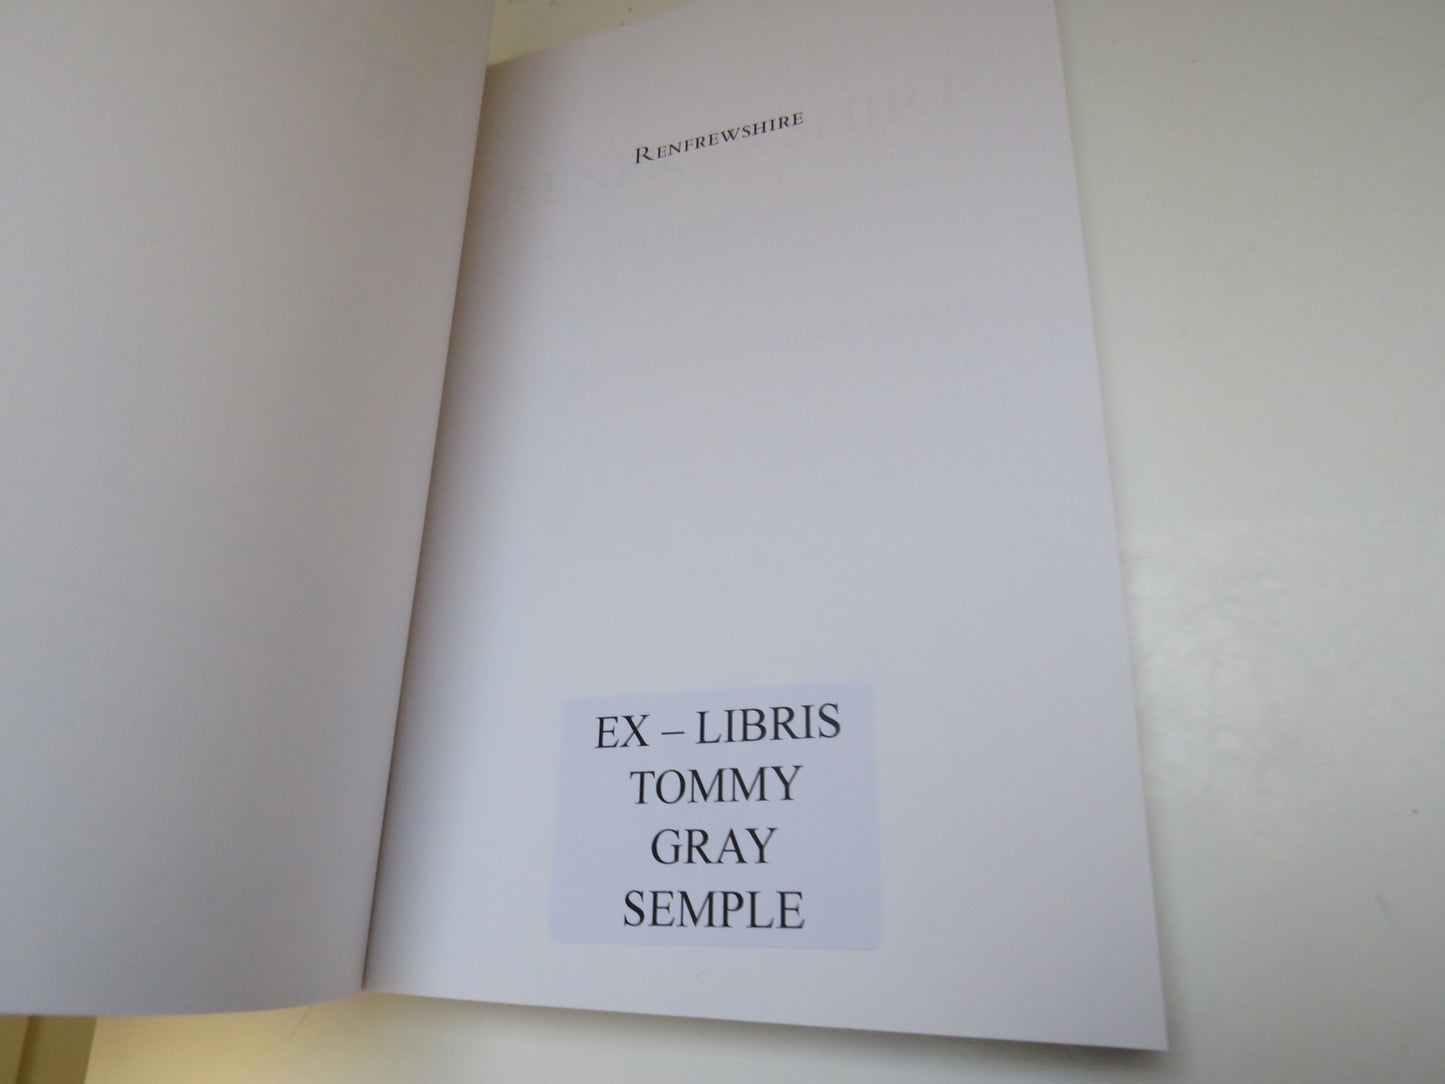 RENFREWSHIRE
EX – LIBRIS
TOMMY
GRAY
SEMPLE